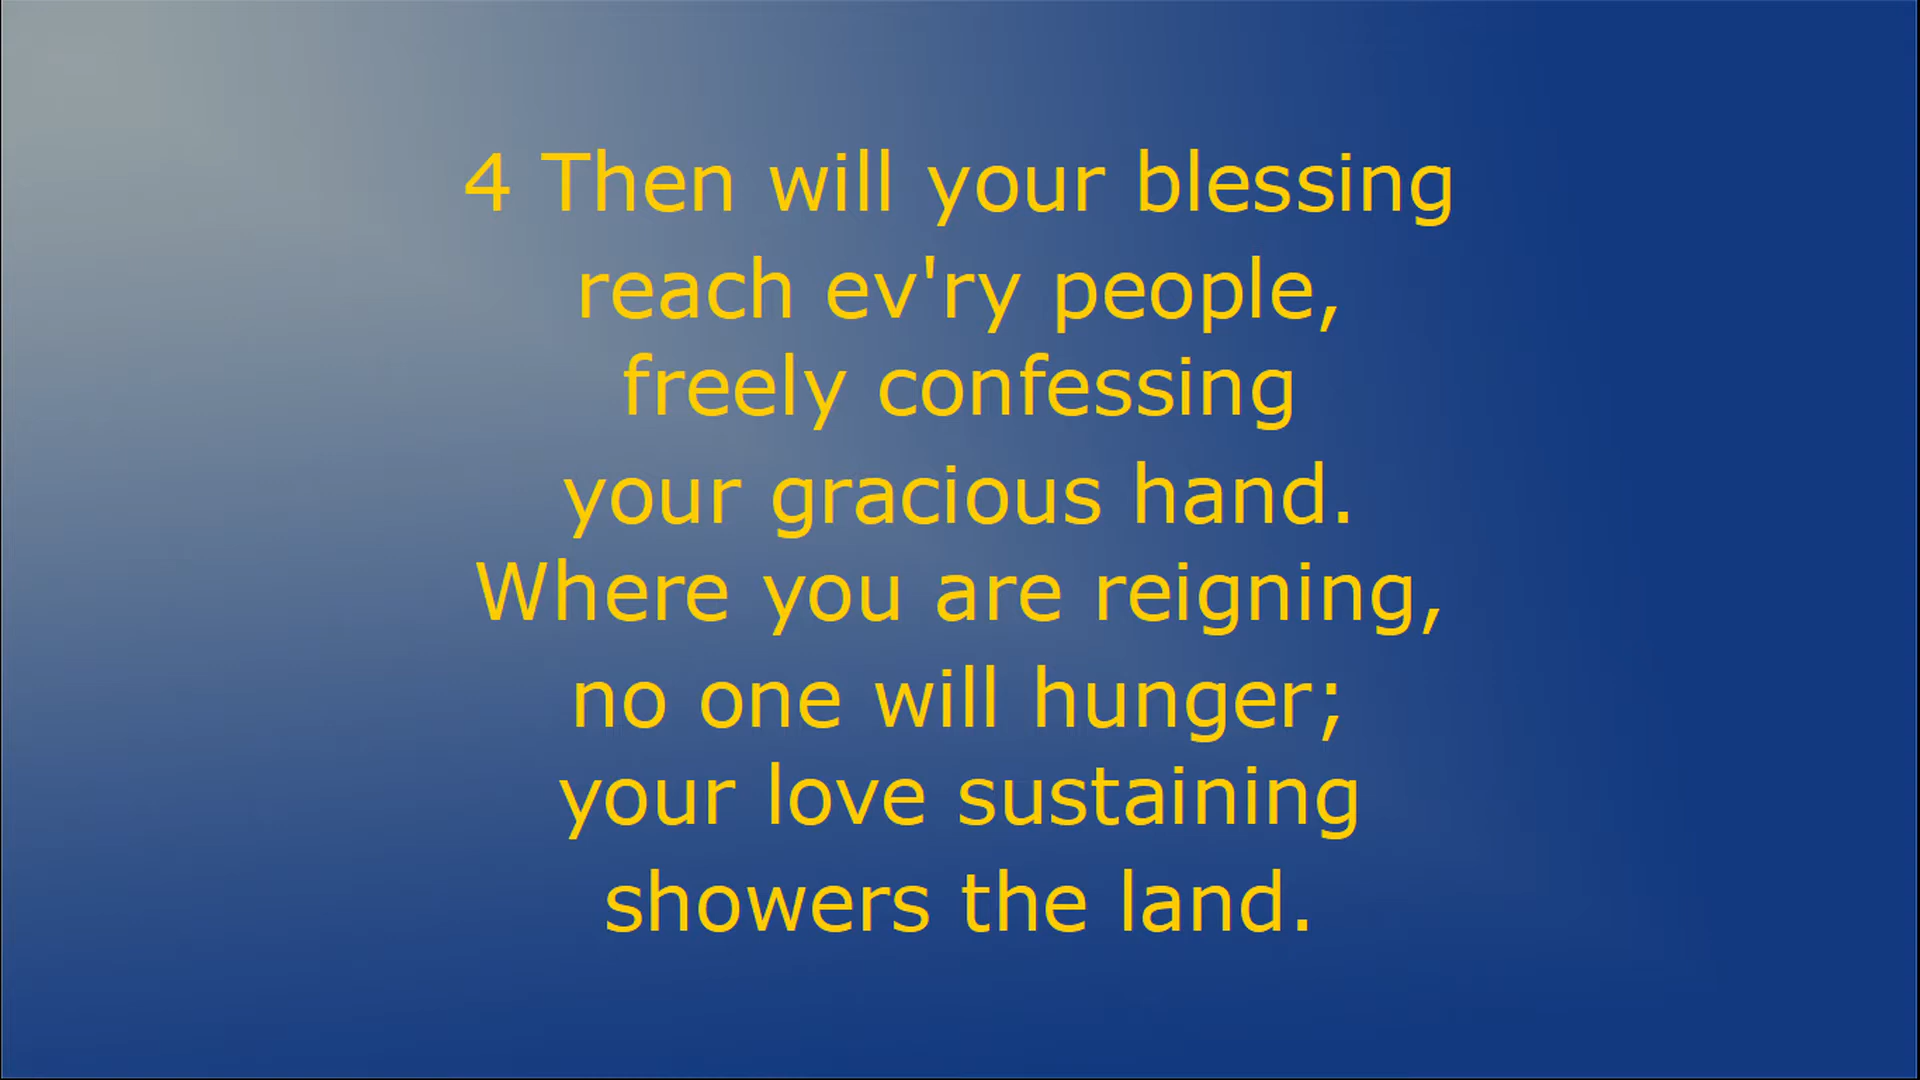 4 Then will your blessing
reach ev'ry people,
freely confessing
your gracious hand.
Where you are reigning,
no one will hunger;
your love sustaining
showers the land.